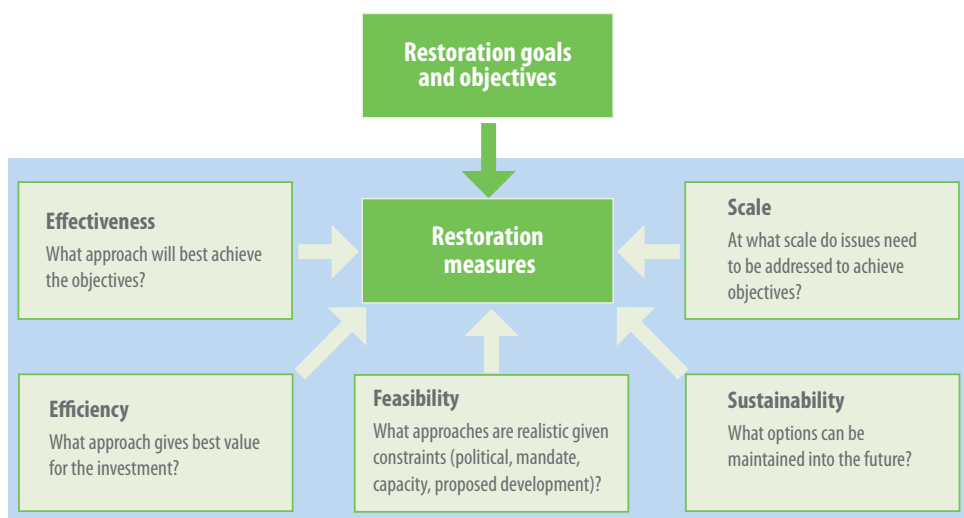 Restoration goals
and objectives
Effectiveness
What approach will best achieve
the objectives?
Restoration
measures
Scale
At what scale do issues need
to be addressed to achieve
objectives?
Efficiency
What approach gives best value
for the investment?
Feasibility
What approaches are realistic given
constraints (political, mandate,
capacity, proposed development)?
Sustainability
What options can be
maintained into the future?